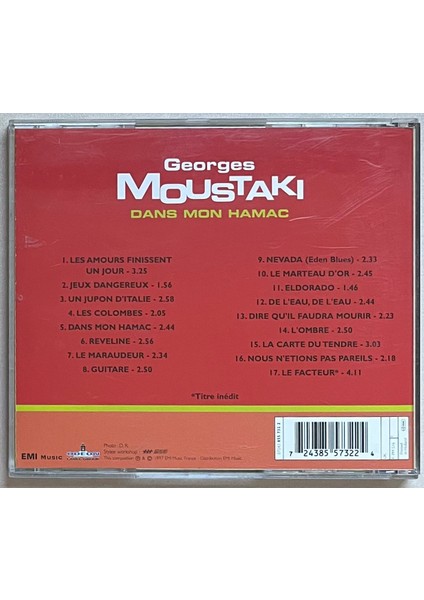 Georges
MOUSTAKI
DANS MON HAMAC
1. LES AMOURS FINISSENT
UN JOUR - 3.25
2. JEUX DANGEREUX - 1.56
3. UN JUPON D'ITALIE - 2.58
4. LES COLOMBES - 2.05
5. DANS MON HAMAC - 2.44
6. REVELINE - 2.56
7. LE MARAUDEUR - 2.34
8. GUITARE - 2.50
9. NEVADA (Eden Blues) - 2.33
10. LE MARTEAU D'OR - 2.45
11. ELDORADO - 1.46
12. DE L'EAU, DE L'EAU - 2.44
13. DIRE QU'IL FAUDRA MOURIR - 2.23
14. L'OMBRE - 2.50
15. LA CARTE DU TENDRE - 3.03
16. NOUS N'ETIONS PAS PAREILS - 2.18
17. LE FACTEUR* - 4.11
*Titre inédit
EMI MUSIC
ODEON
7 24385 57322 4